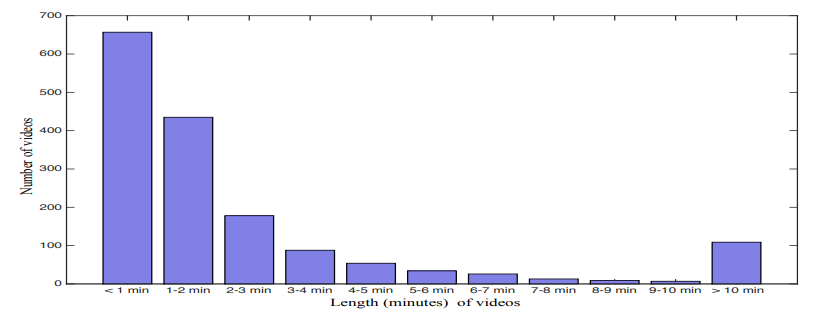 700
600
500
400
300
200
100
0
Number of videos
< 1 min 1-2 min 2-3 min 3-4 min 4-5 min 5-6 min 6-7 min 7-8 min 8-9 min 9-10 min > 10 min
Length (minutes) of videos